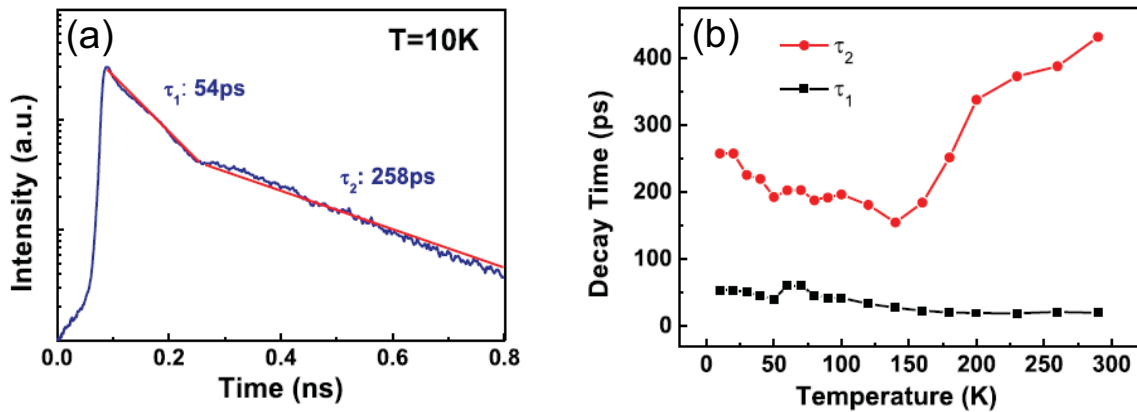 (a)
T=10K
τ1: 54ps
τ2: 258ps
Intensity (a.u.)
0.0 0.2 0.4 0.6 0.8
Time (ns)
(b)
τ2
τ1
Decay Time (ps)
400
300
200
100
0
0 50 100 150 200 250 300
Temperature (K)